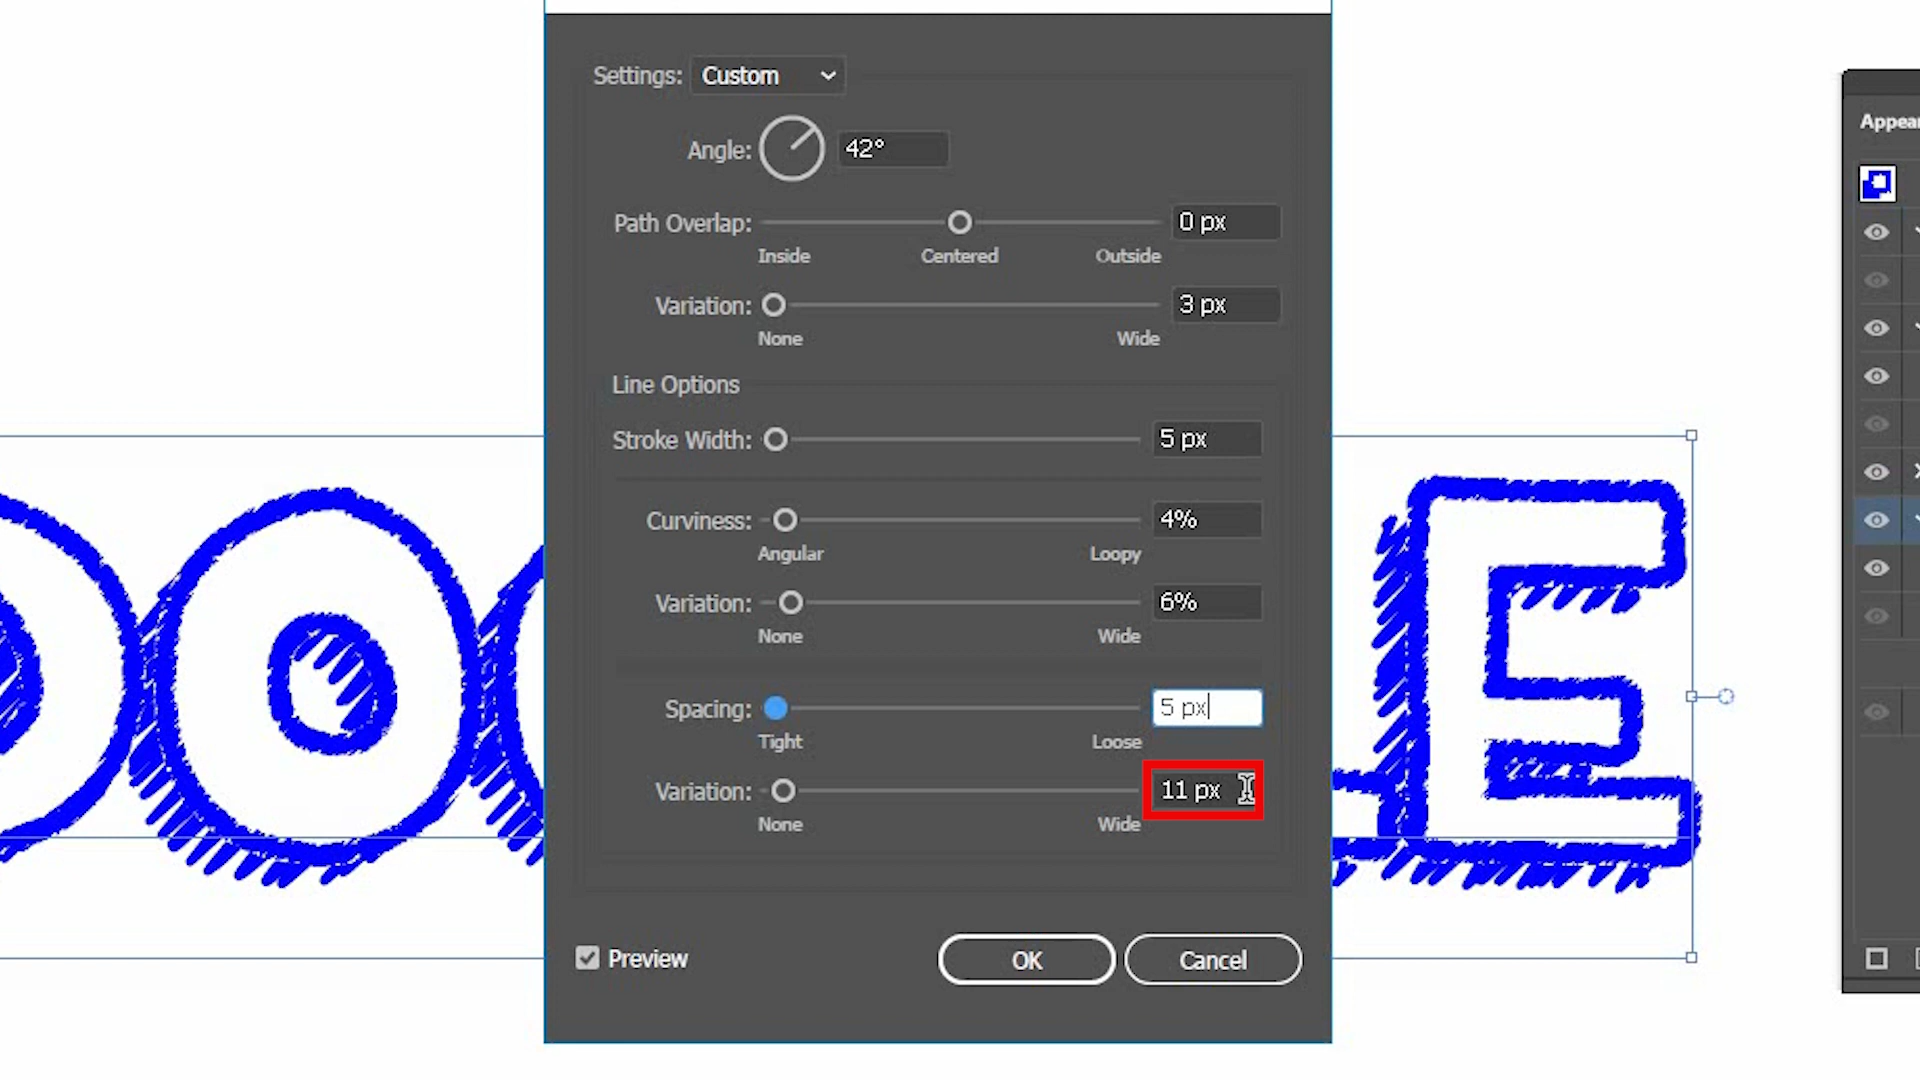 Settings: Custom
Appear
Angle: 42°
Path Overlap: 0 px
Inside Centered Outside
Variation: 3 px
None Wide
Line Options
Stroke Width: 5 px
Curviness: 4%
Angular Loopy
Variation: 6%
None Wide
Spacing: 5 px
Tight Loose
Variation: 11 px
None Wide
Preview OK Cancel